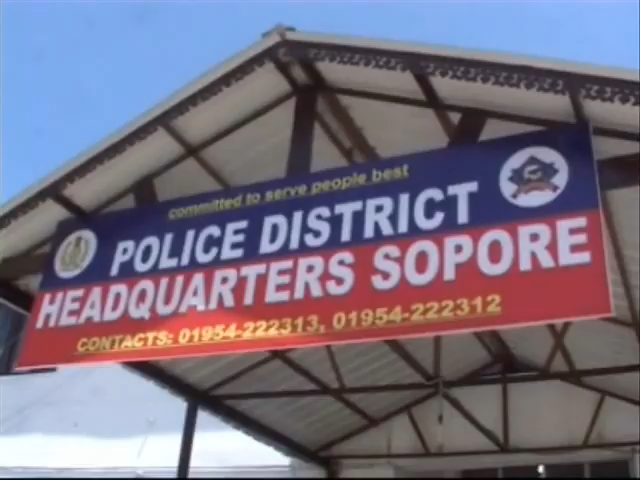 committed to serve people best
POLICE DISTRICT
HEADQUARTERS SOPORE
CONTACTS: 01954-222313, 01954-222312